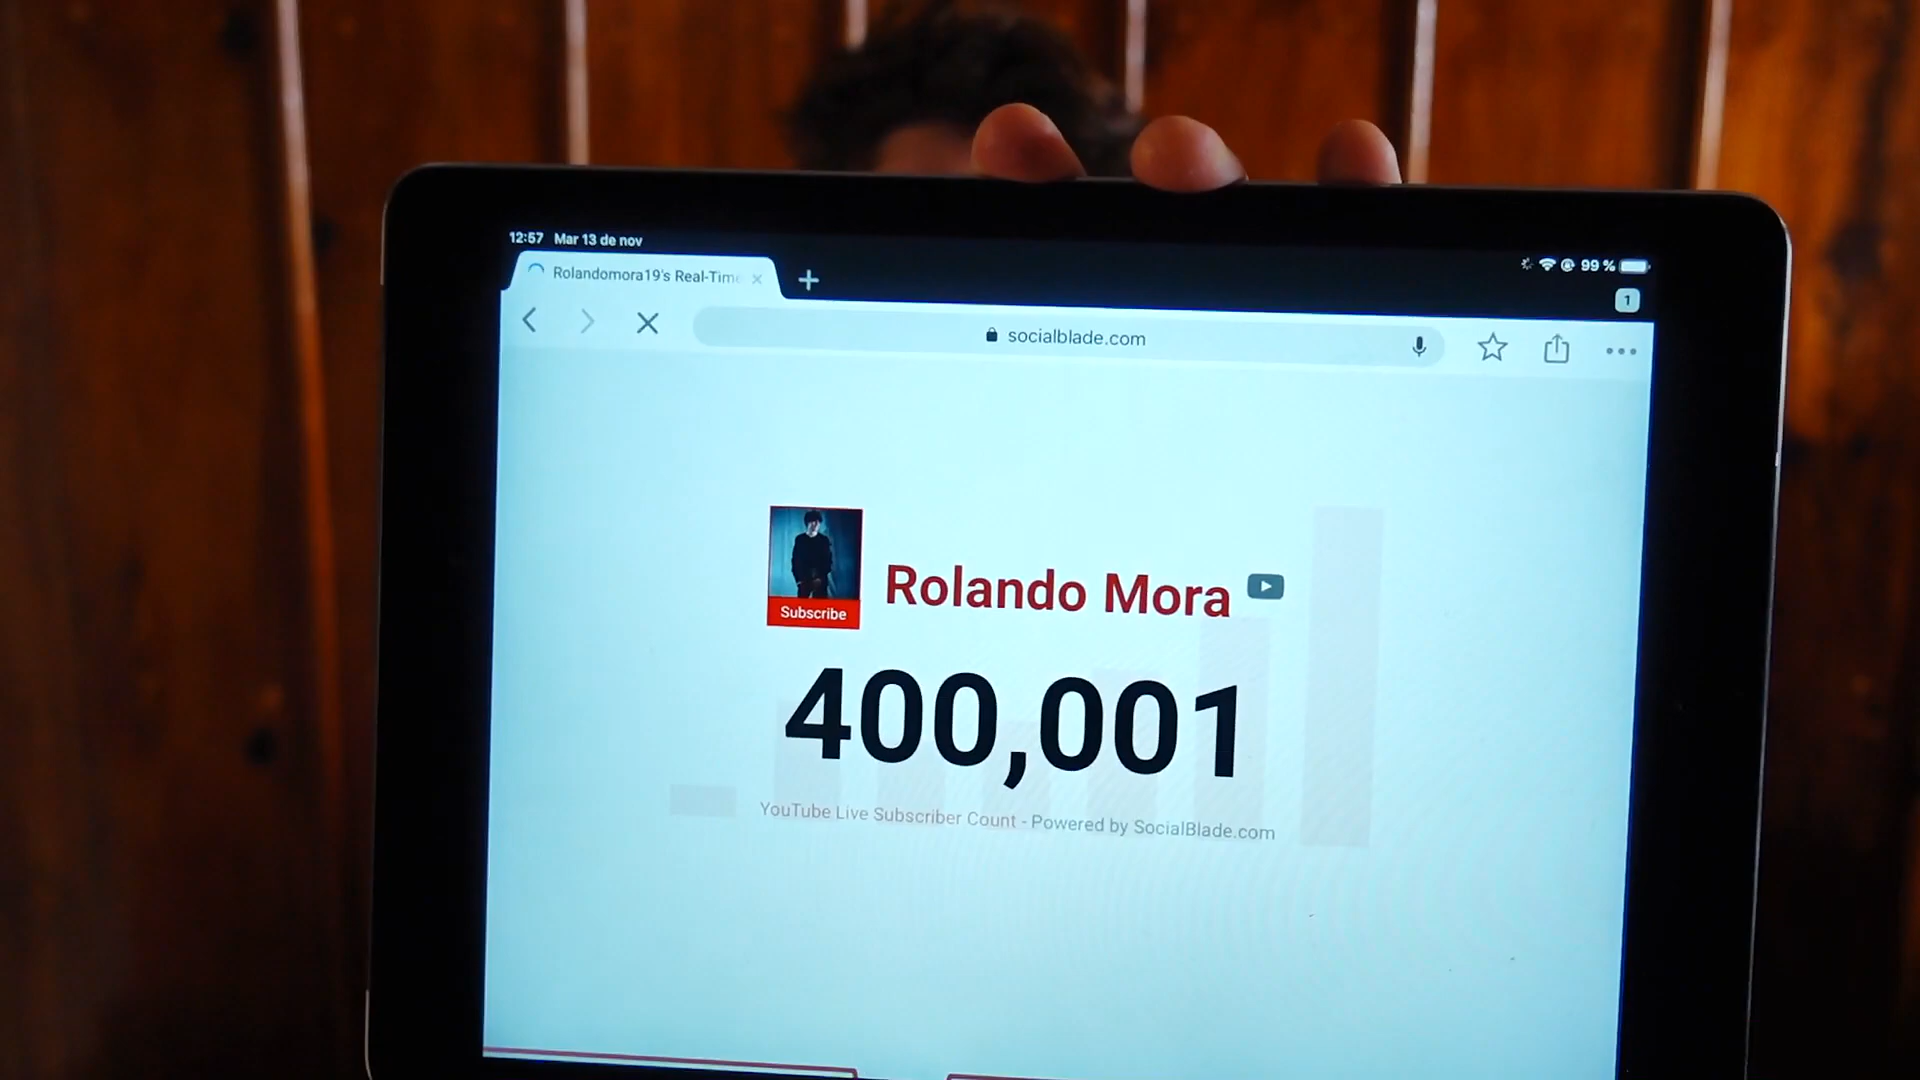 12:57 Mar 13 de nov
99 %
Rolandomora19's Real-Time
1
socialblade.com
Rolando Mora
Subscribe
400,001
YouTube Live Subscriber Count - Powered by SocialBlade.com